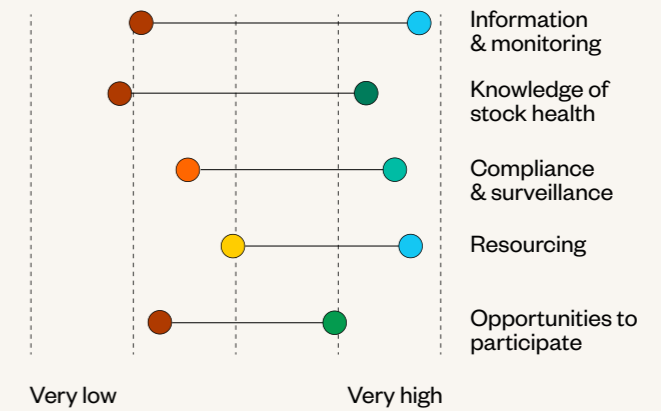 Information
& monitoring
Knowledge of
stock health
Compliance
& surveillance
Resourcing
Opportunities to
participate
Very low
Very high